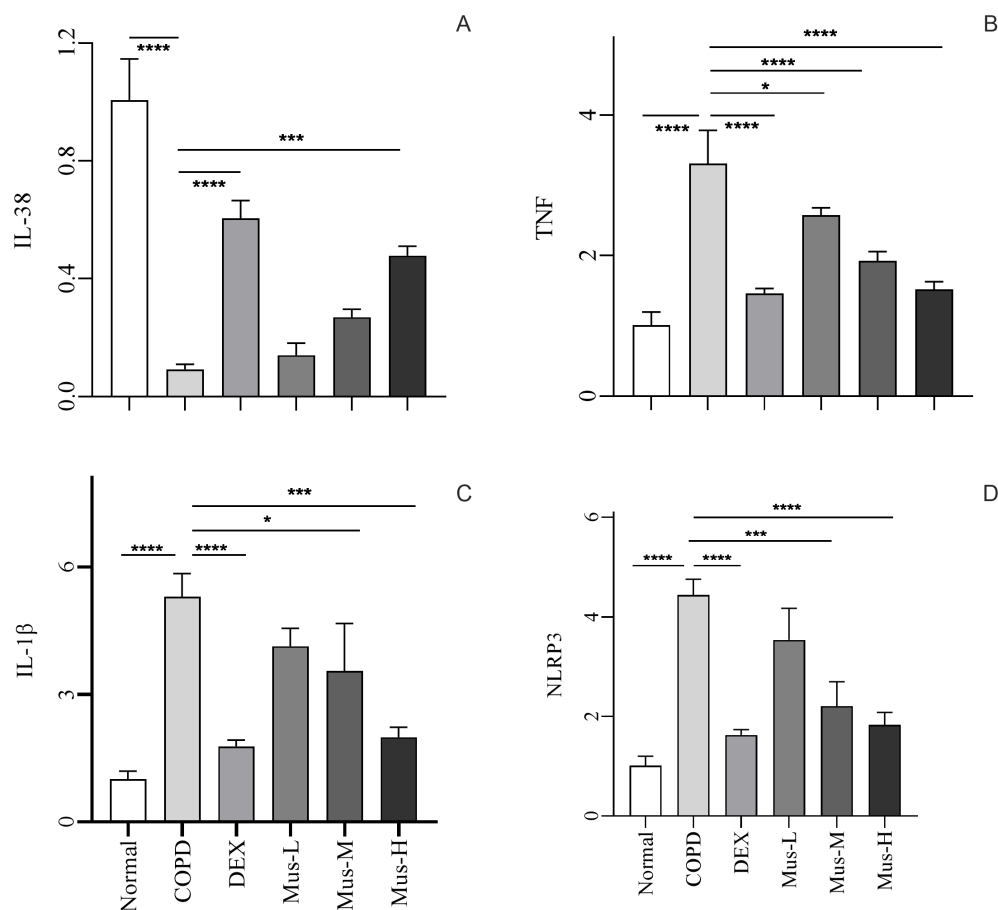 A
IL-38
1.2
0.8
0.4
0.0
****
***
****
B
TNF
4
2
0
****
****
*
****
****
C
IL-1β
6
3
0
***
*
****
****
Normal
COPD
DEX
Mus-L
Mus-M
Mus-H
D
NLRP3
6
4
2
0
****
***
****
****
Normal
COPD
DEX
Mus-L
Mus-M
Mus-H